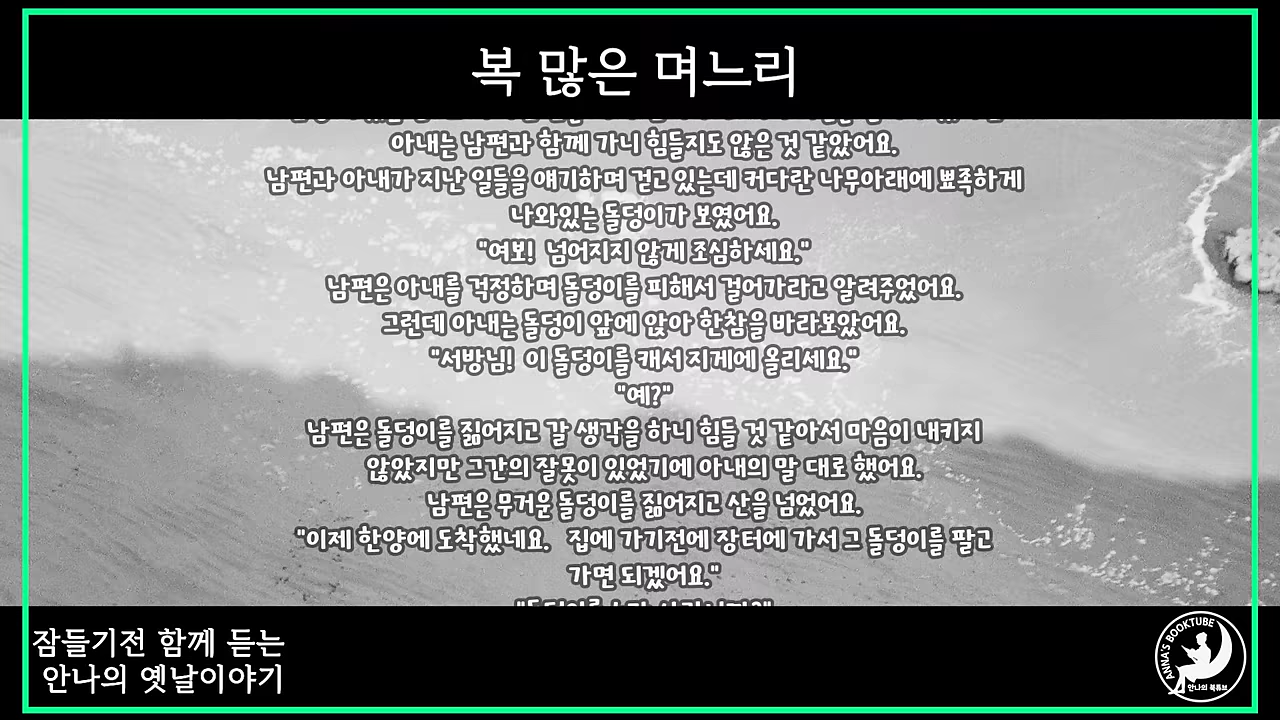 복 많은 며느리
아내는 남편과 함께 가니 힘들지도 않은 것 같았어요.
남편과 아내가 지난 일들을 얘기하며 걷고 있는데 커다란 나무아래에 뾰족하게
나와있는 돌덩이가 보였어요.
"여보!  넘어지지 않게 조심하세요."
남편은 아내를 걱정하며 돌덩이를 피해서 걸어가라고 알려주었어요.
그런데 아내는 돌덩이 앞에 앉아 한참을 바라보았어요.
"서방님!  이 돌덩이를 캐서 지게에 올리세요."
"예?"
남편은 돌덩이를 짊어지고 갈 생각을 하니 힘들 것 같아서 마음이 내키지
않았지만 그간의 잘못이 있었기에 아내의 말 대로 했어요.
남편은 무거운 돌덩이를 짊어지고 산을 넘었어요.
"이제 한양에 도착했네요.   집에 가기전에 장터에 가서 그 돌덩이를 팔고
가면 되겠어요."
잠들기전 함께 듣는
안나의 옛날이야기
ANNA'S BOOKTUBE
안나의 북튜브